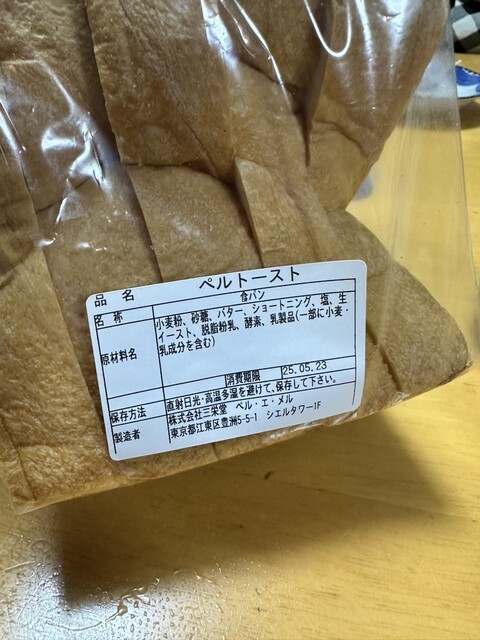 品名 ペルトースト
名称 食パン
原材料名 小麦粉、砂糖、バター、ショートニング、塩、生
イースト、脱脂粉乳、酵素、乳製品(一部に小麦・
乳成分を含む)
消費期限 25.05.23
保存方法 直射日光・高温多湿を避けて、保存して下さい。
製造者 株式会社三栄堂 ペル・エ・メル
東京都江東区豊洲5-5-1 シエルタワー1F